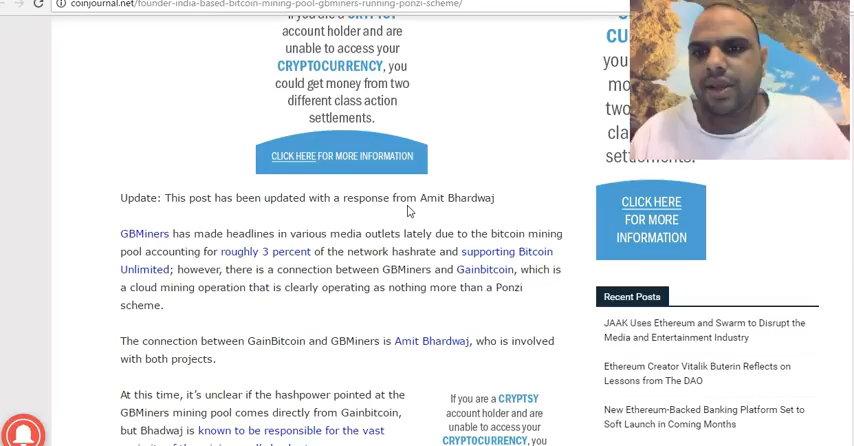 coinjournal.net/founder-india-based-bitcoin-mining-pool-gbminers-running-ponzi-scheme/
account holder and are
unable to access your
CRYPTOCURRENCY, you
could get money from two
different class action
settlements.
CLICK HERE FOR MORE INFORMATION
Update: This post has been updated with a response from Amit Bhardwaj
GBMiners has made headlines in various media outlets lately due to the bitcoin mining
pool accounting for roughly 3 percent of the network hashrate and supporting Bitcoin
Unlimited; however, there is a connection between GBMiners and Gainbitcoin, which is
a cloud mining operation that is clearly operating as nothing more than a Ponzi
scheme.
The connection between GainBitcoin and GBMiners is Amit Bhardwaj, who is involved
with both projects.
At this time, it's unclear if the hashpower pointed at the
GBMiners mining pool comes directly from Gainbitcoin,
but Bhadwaj is known to be responsible for the vast
If you are a CRYPTSY
account holder and are
unable to access your
CRYPTOCURRENCY, you
CLICK HERE
FOR MORE
INFORMATION
Recent Posts
JAAK Uses Ethereum and Swarm to Disrupt the
Media and Entertainment Industry
Ethereum Creator Vitalik Buterin Reflects on
Lessons from The DAO
New Ethereum-Backed Banking Platform Set to
Soft Launch in Coming Months